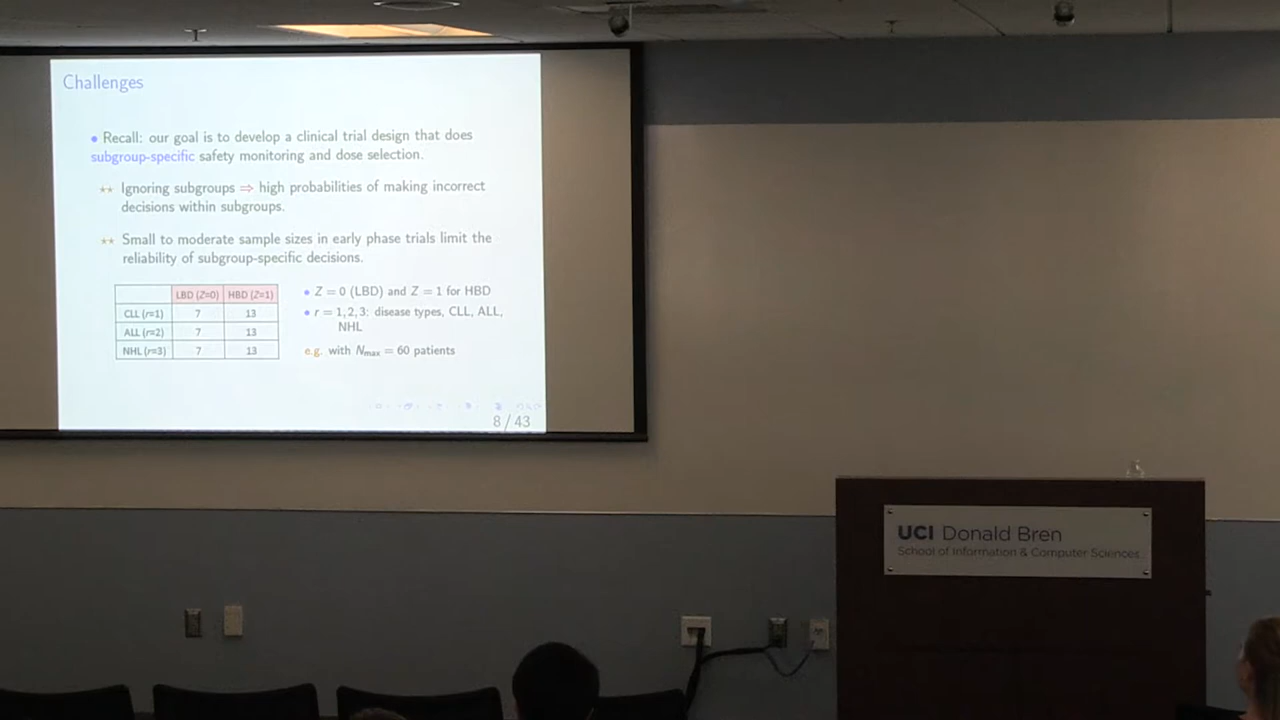 Challenges
• Recall: our goal is to develop a clinical trial design that does
subgroup-specific safety monitoring and dose selection.
⋆⋆ Ignoring subgroups ⇒ high probabilities of making incorrect
decisions within subgroups.
⋆⋆ Small to moderate sample sizes in early phase trials limit the
reliability of subgroup-specific decisions.
LBD (Z=0) HBD (Z=1)
CLL (r=1) 7 13
ALL (r=2) 7 13
NHL (r=3) 7 13
• Z = 0 (LBD) and Z = 1 for HBD
• r = 1, 2, 3: disease types, CLL, ALL,
NHL
e.g. with Nmax = 60 patients
8 / 43
UCI Donald Bren
School of Information & Computer Sciences